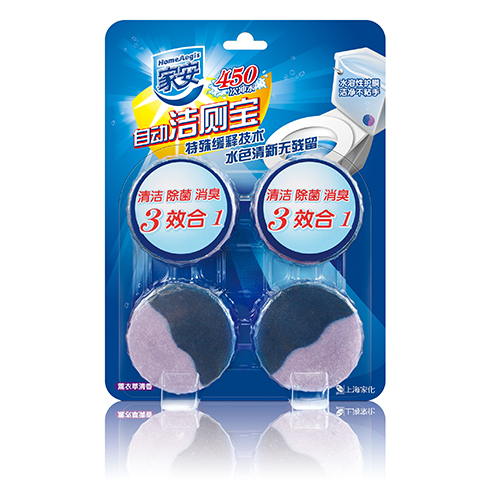 HomeAegis
家安
450
次冲水
水溶性护膜
洁净不粘手
自动洁厕宝
特殊缓释技术
水色清新无残留
清洁 除菌 消臭
3 效合 1
清洁 除菌 消臭
3 效合 1
薰衣草清香
上海家化